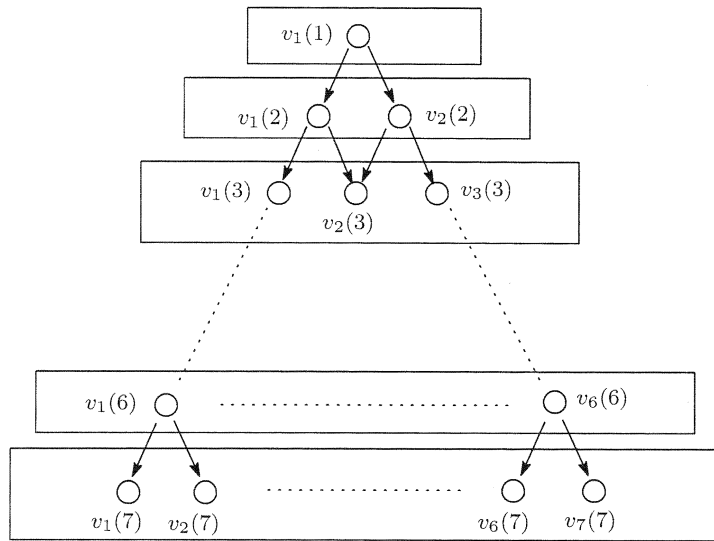 v₁(1)
v₁(2) v₂(2)
v₁(3) v₂(3) v₃(3)
v₁(6) v₆(6)
v₁(7) v₂(7) v₆(7) v₇(7)